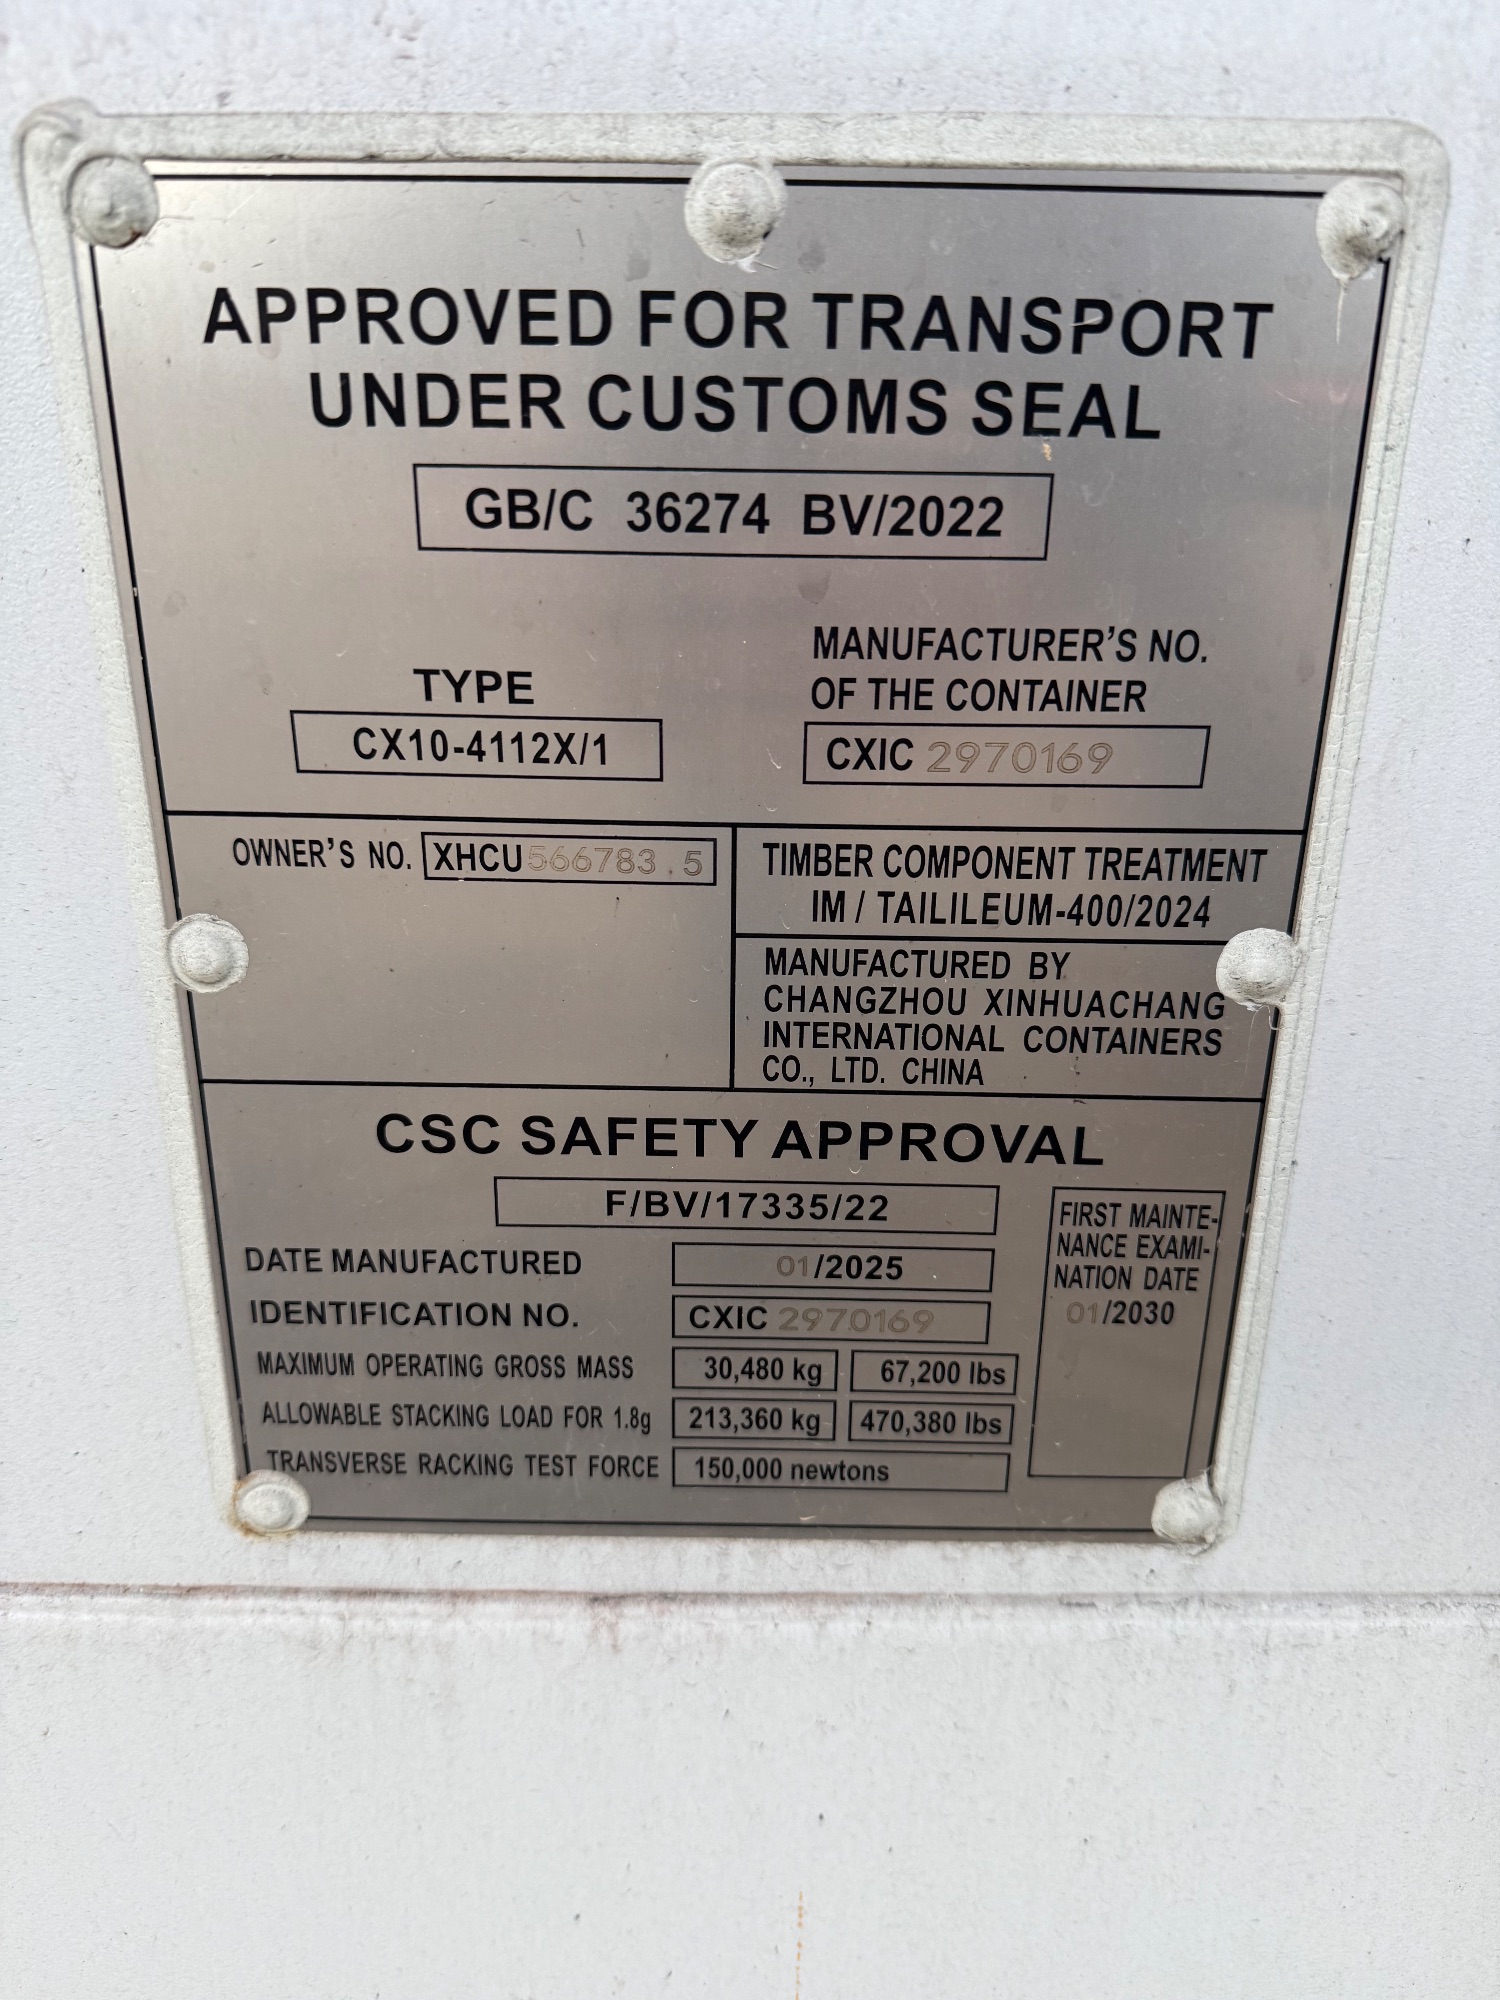 APPROVED FOR TRANSPORT
UNDER CUSTOMS SEAL
GB/C 36274 BV/2022
TYPE
CX10-4112X/1
MANUFACTURER'S NO.
OF THE CONTAINER
CXIC 2970169
OWNER'S NO. XHCU 566783.5
TIMBER COMPONENT TREATMENT
IM / TAILILEUM-400/2024
MANUFACTURED BY
CHANGZHOU XINHUACHANG
INTERNATIONAL CONTAINERS
CO., LTD. CHINA
CSC SAFETY APPROVAL
F/BV/17335/22
DATE MANUFACTURED 01/2025
IDENTIFICATION NO. CXIC 2970169
MAXIMUM OPERATING GROSS MASS 30,480 kg 67,200 lbs
ALLOWABLE STACKING LOAD FOR 1.8g 213,360 kg 470,380 lbs
TRANSVERSE RACKING TEST FORCE 150,000 newtons
FIRST MAINTE-
NANCE EXAMI-
NATION DATE
01/2030